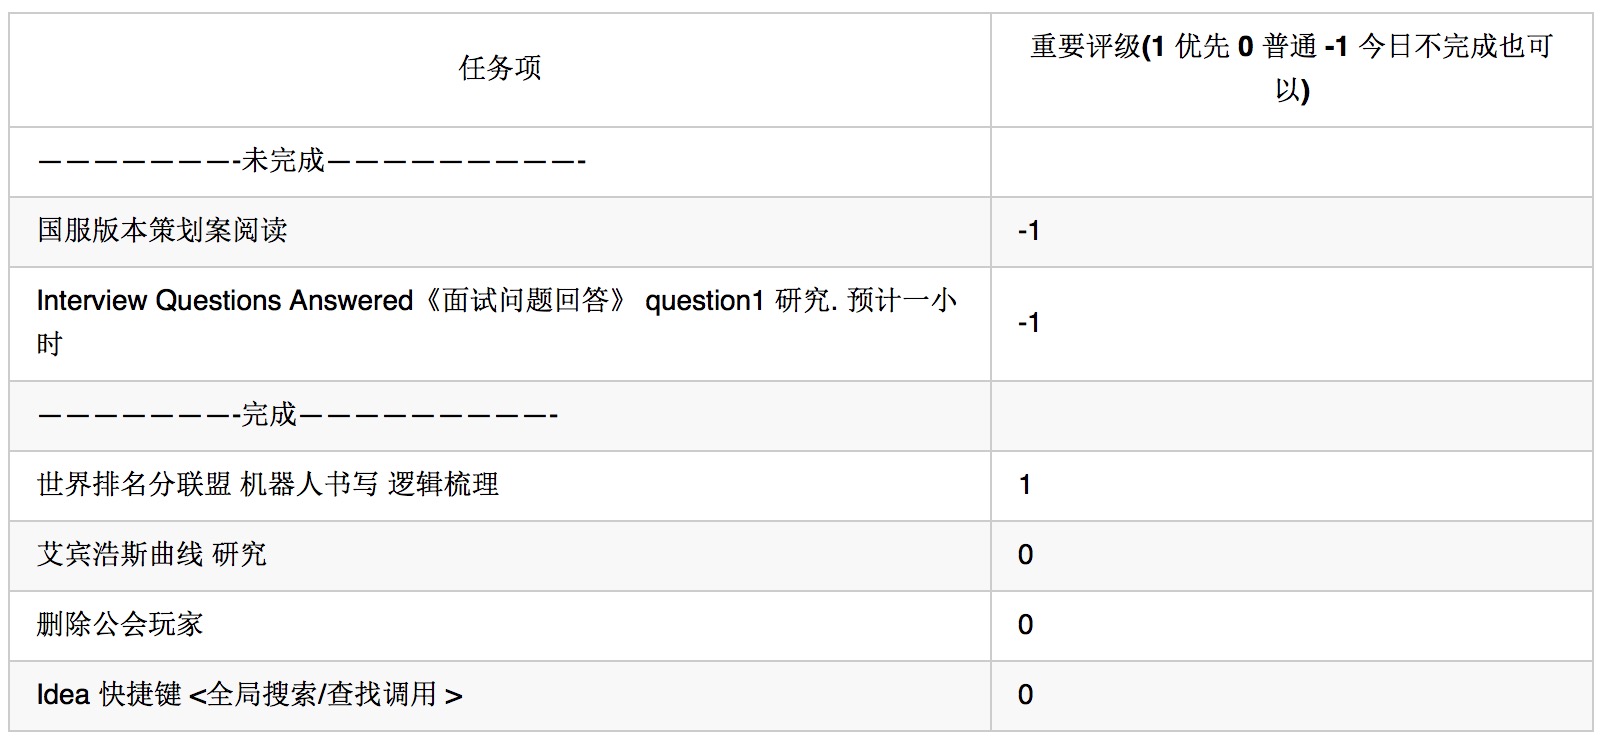 任务项
重要评级(1 优先 0 普通 -1 今日不完成也可
以)
———————-未完成—————————-
国服版本策划案阅读
-1
Interview Questions Answered《面试问题回答》 question1 研究. 预计一小
时
-1
———————-完成—————————-
世界排名分联盟 机器人书写 逻辑梳理
1
艾宾浩斯曲线 研究
0
删除公会玩家
0
Idea 快捷键 <全局搜索/查找调用 >
0